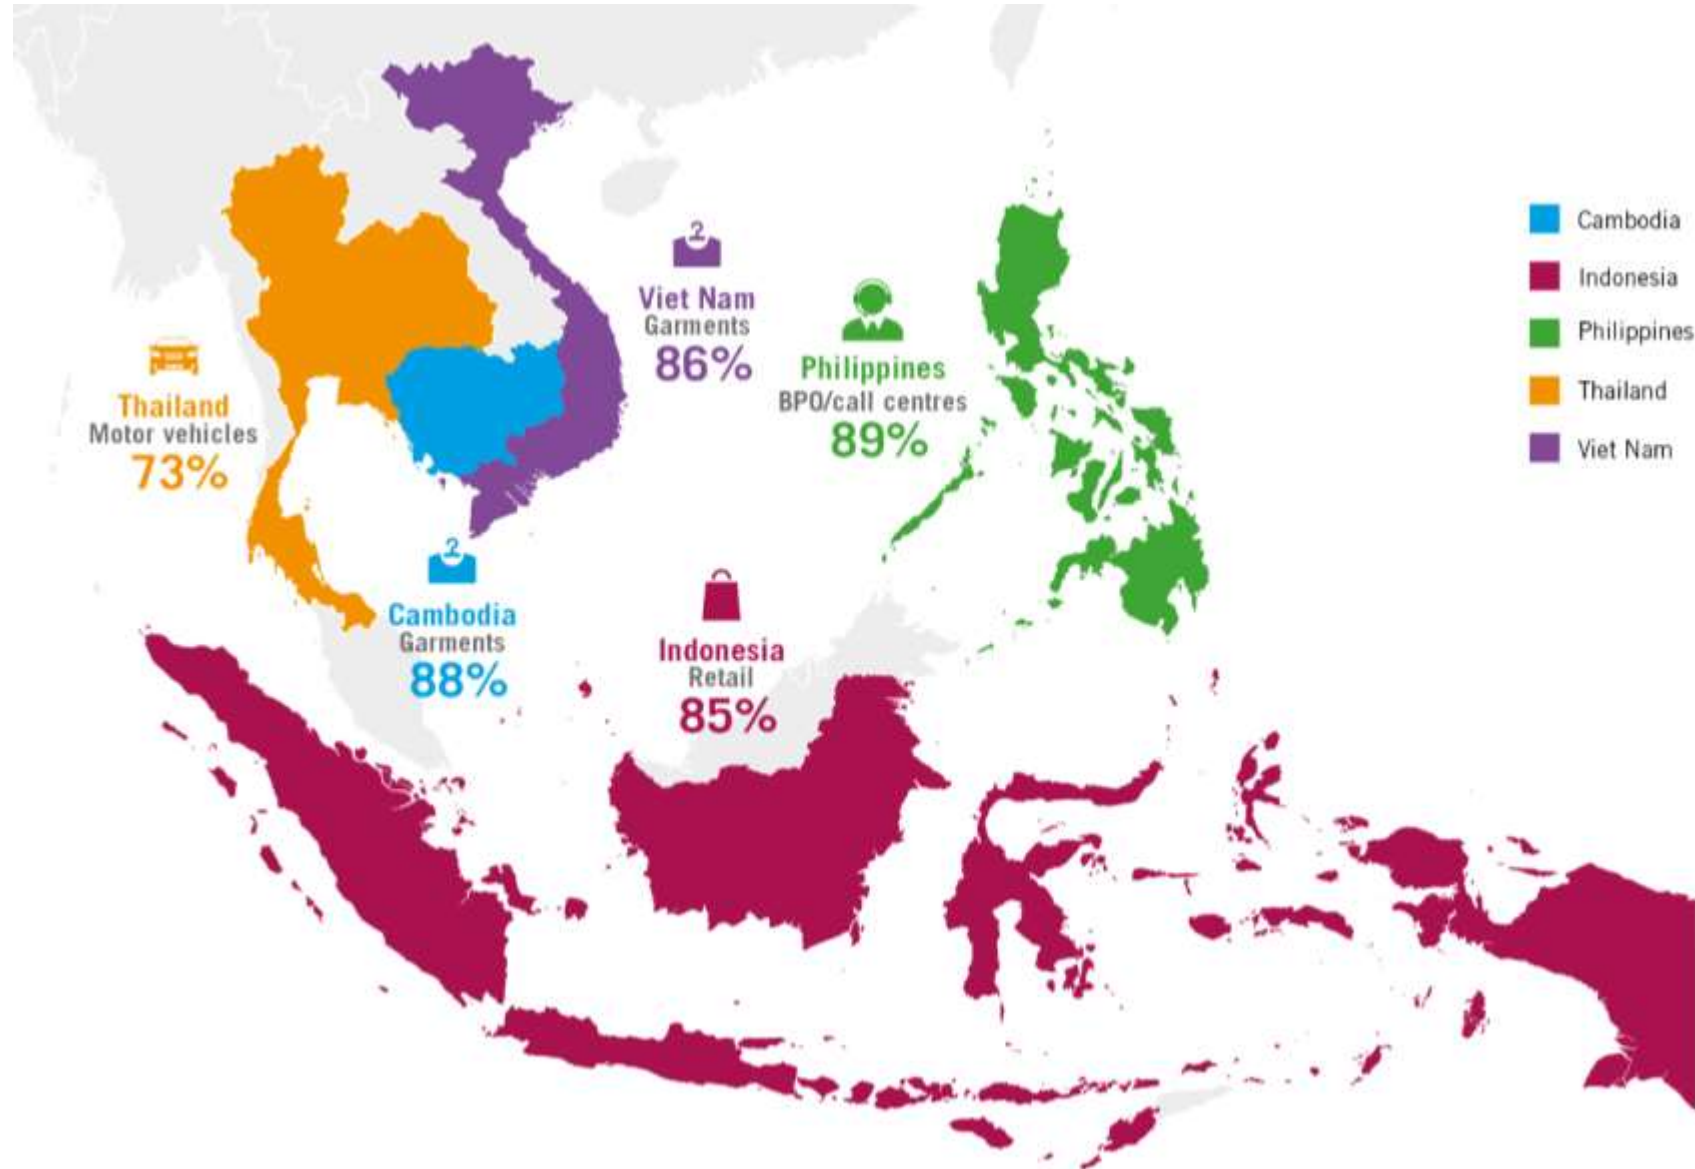 Viet Nam
Garments
86%
Philippines
BPO/call centres
89%
Thailand
Motor vehicles
73%
Cambodia
Garments
88%
Indonesia
Retail
85%
Cambodia
Indonesia
Philippines
Thailand
Viet Nam